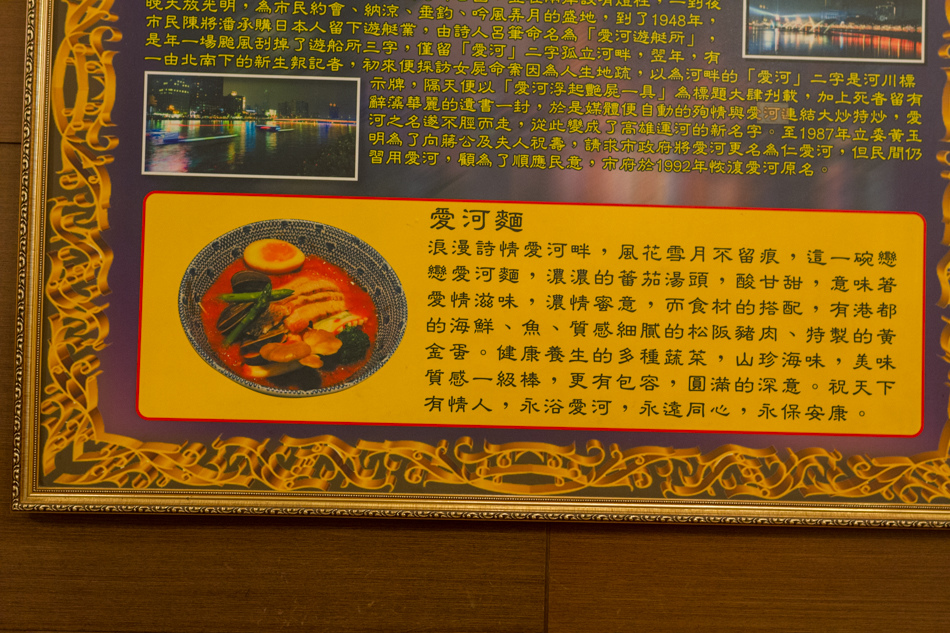 晚天放光明，為市民約會、納涼、垂釣、吟風弄月的盛地，到了1948年，
市民陳將潘承購日本人留下遊艇業，由詩人呂筆命名為「愛河遊艇所」，
是年一場颱風刮掉了遊船所三字，僅留「愛河」二字孤立河畔，翌年，有
一由北南下的新生報記者，初來便採訪女屍命案因為人生地疏，以為河畔的「愛河」二字是河川標
示牌，隔天便以「愛河浮起艷屍一具」為標題大肆刊載，加上死者留有
辭藻華麗的遺書一封，於是媒體便自動的殉情與愛河連結大炒特炒，愛
河之名遂不脛而走，從此變成了高雄運河的新名字。至1987年立委黃玉
明為了向蔣公及夫人祝壽，請求市政府將愛河更名為仁愛河，但民間仍
習用愛河，顧為了順應民意，市府於1992年恢復愛河原名。
愛河麵
浪漫詩情愛河畔，風花雪月不留痕，這一碗戀
戀愛河麵，濃濃的蕃茄湯頭，酸甘甜，意味著
愛情滋味，濃情蜜意，而食材的搭配，有港都
的海鮮、魚、質感細膩的松阪豬肉、特製的黃
金蛋。健康養生的多種蔬菜，山珍海味，美味
質感一級棒，更有包容，圓滿的深意。祝天下
有情人，永浴愛河，永遠同心，永保安康。